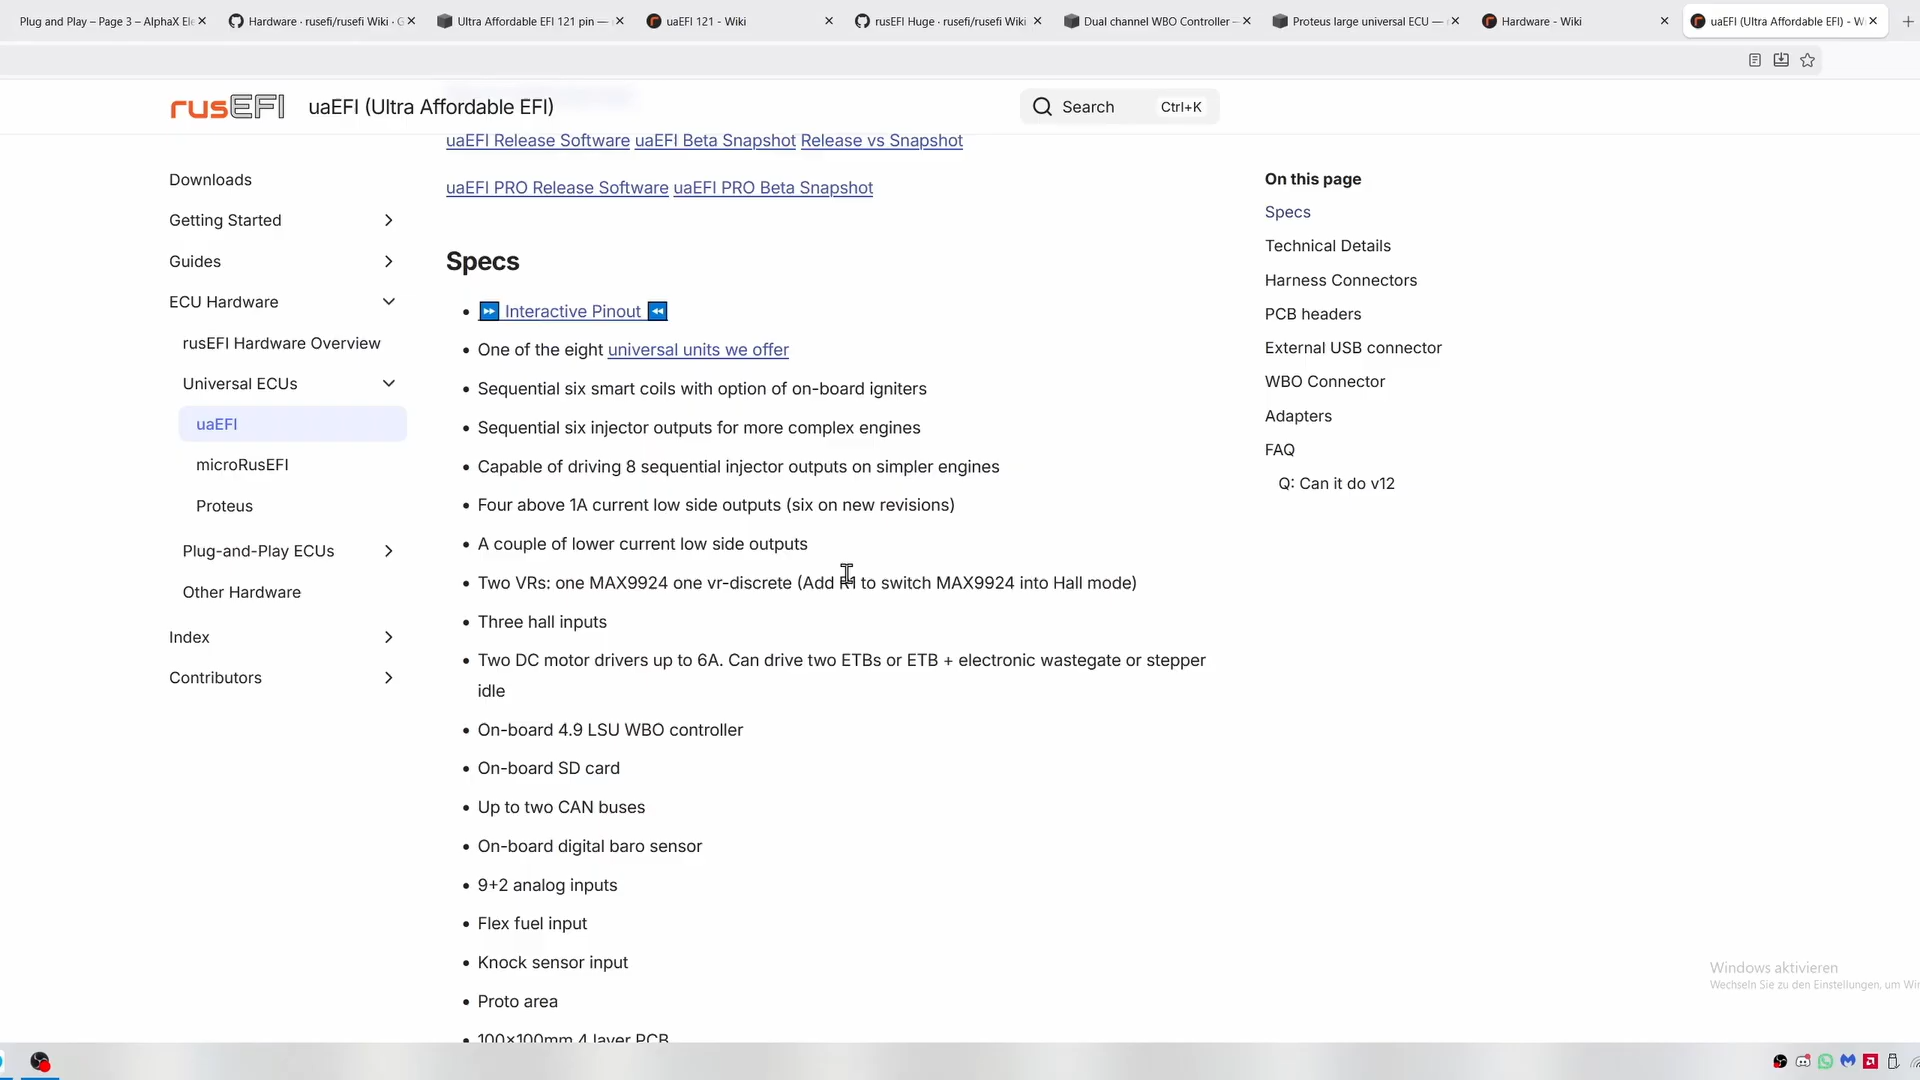 Plug and Play – Page 3 – AlphaX Ele
Hardware · rusefi/rusefi Wiki · G
Ultra Affordable EFI 121 pin —
uaEFI 121 - Wiki
rusEFI Huge · rusefi/rusefi Wiki
Dual channel WBO Controller –
Proteus large universal ECU —
Hardware - Wiki
uaEFI (Ultra Affordable EFI) - W
rusEFI
uaEFI (Ultra Affordable EFI)
Search
Ctrl+K
Downloads
Getting Started
Guides
ECU Hardware
rusEFI Hardware Overview
Universal ECUs
uaEFI
microRusEFI
Proteus
Plug-and-Play ECUs
Other Hardware
Index
Contributors
uaEFI Release Software uaEFI Beta Snapshot Release vs Snapshot
uaEFI PRO Release Software uaEFI PRO Beta Snapshot
Specs
• ⏩ Interactive Pinout ⏪
• One of the eight universal units we offer
• Sequential six smart coils with option of on-board igniters
• Sequential six injector outputs for more complex engines
• Capable of driving 8 sequential injector outputs on simpler engines
• Four above 1A current low side outputs (six on new revisions)
• A couple of lower current low side outputs
• Two VRs: one MAX9924 one vr-discrete (Add R1 to switch MAX9924 into Hall mode)
• Three hall inputs
• Two DC motor drivers up to 6A. Can drive two ETBs or ETB + electronic wastegate or stepper
idle
• On-board 4.9 LSU WBO controller
• On-board SD card
• Up to two CAN buses
• On-board digital baro sensor
• 9+2 analog inputs
• Flex fuel input
• Knock sensor input
• Proto area
• 100x100mm 4 layer PCB
On this page
Specs
Technical Details
Harness Connectors
PCB headers
External USB connector
WBO Connector
Adapters
FAQ
Q: Can it do v12
Windows aktivieren
Wechseln Sie zu den Einstellungen, um Win